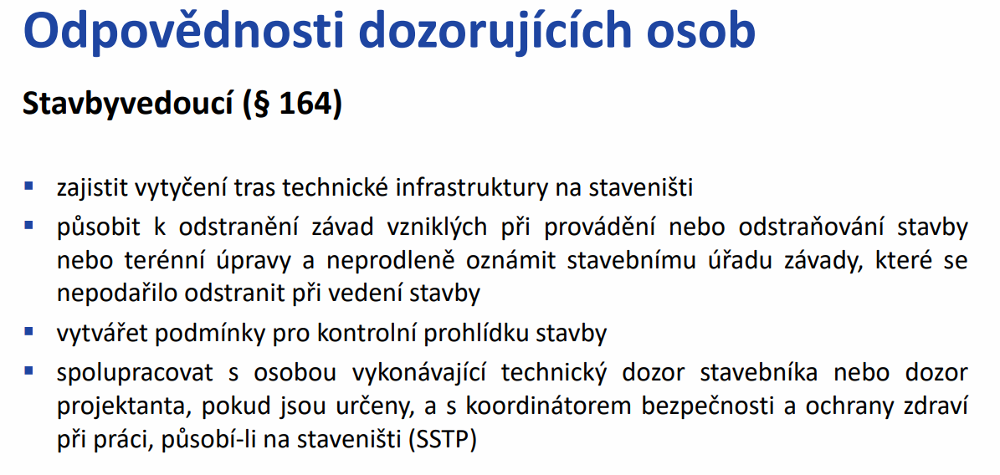 Odpovědnosti dozorujících osob
Stavbyvedoucí (§ 164)
▪ zajistit vytyčení tras technické infrastruktury na staveništi
▪ působit k odstranění závad vzniklých při provádění nebo odstraňování stavby
nebo terénní úpravy a neprodleně oznámit stavebnímu úřadu závady, které se
nepodařilo odstranit při vedení stavby
▪ vytvářet podmínky pro kontrolní prohlídku stavby
▪ spolupracovat s osobou vykonávající technický dozor stavebníka nebo dozor
projektanta, pokud jsou určeny, a s koordinátorem bezpečnosti a ochrany zdraví
při práci, působí-li na staveništi (SSTP)